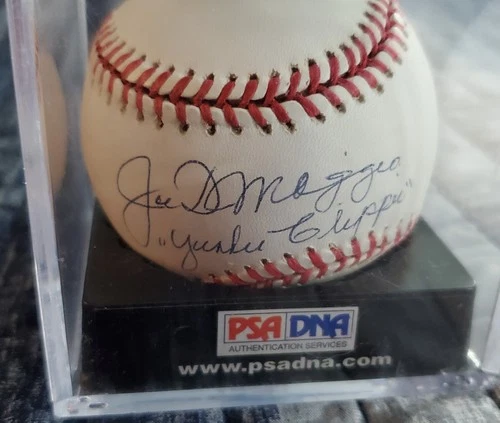 Joe DiMaggio
"Yankee Clipper"
PSA DNA
AUTHENTICATION SERVICES
www.psadna.com